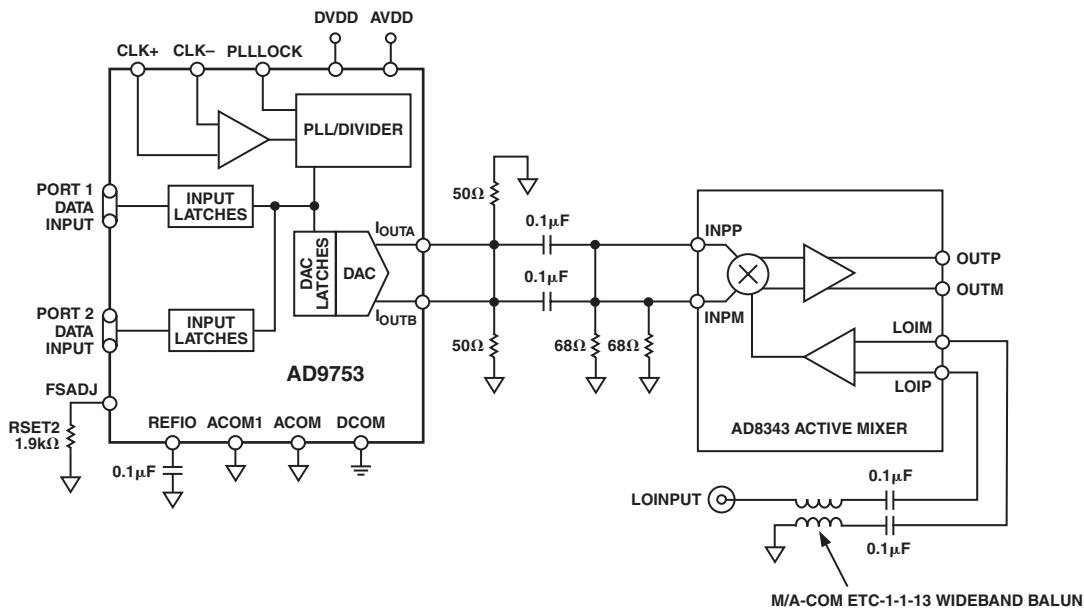 DVDD
AVDD
CLK+
CLK–
PLLLOCK
PLL/DIVIDER
PORT 1
DATA
INPUT
INPUT
LATCHES
50Ω
0.1μF
IOUTA
INPP
DAC
LATCHES
DAC
OUTP
0.1μF
OUTM
INPM
IOUTB
PORT 2
DATA
INPUT
INPUT
LATCHES
LOIM
50Ω
68Ω
68Ω
AD9753
LOIP
FSADJ
RSET2
1.9kΩ
REFIO
ACOM1
ACOM
DCOM
AD8343 ACTIVE MIXER
0.1μF
0.1μF
LOINPUT
0.1μF
M/A-COM ETC-1-1-13 WIDEBAND BALUN